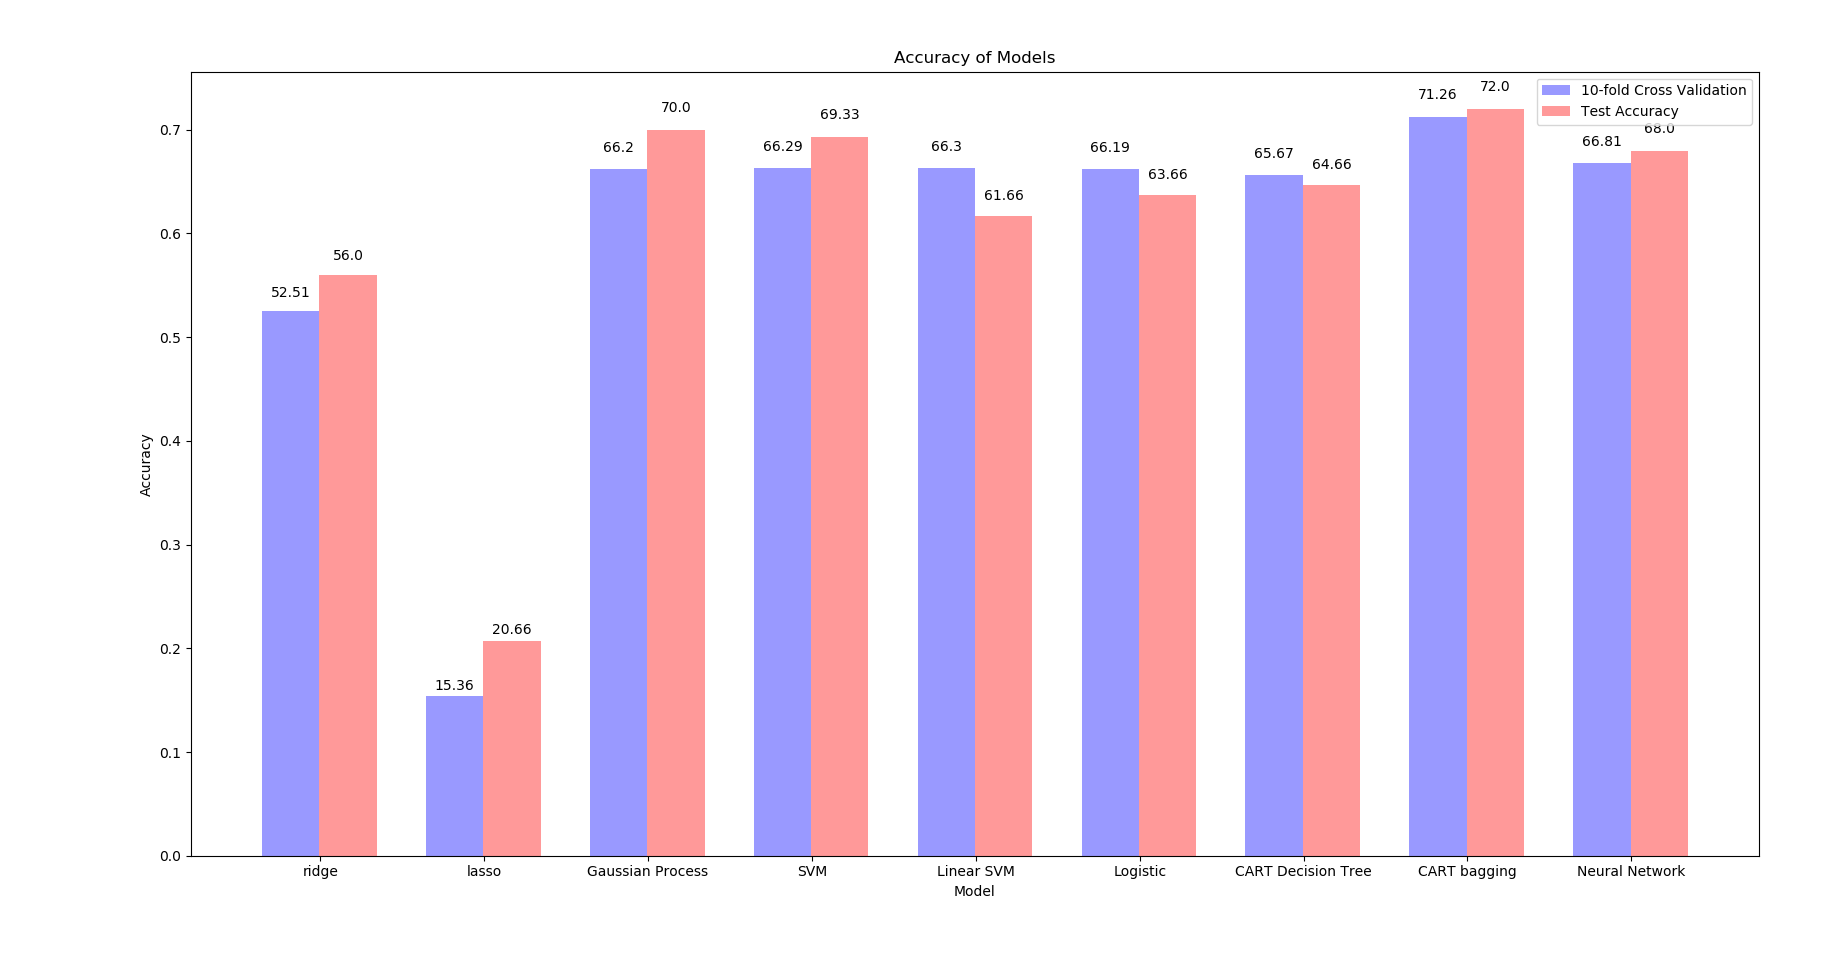 Accuracy of Models
10-fold Cross Validation
Test Accuracy
Accuracy
0.7
0.6
0.5
0.4
0.3
0.2
0.1
0.0
52.51
56.0
15.36
20.66
66.2
70.0
66.29
69.33
66.3
61.66
66.19
63.66
65.67
64.66
71.26
72.0
66.81
68.0
ridge
lasso
Gaussian Process
SVM
Linear SVM
Logistic
CART Decision Tree
CART bagging
Neural Network
Model